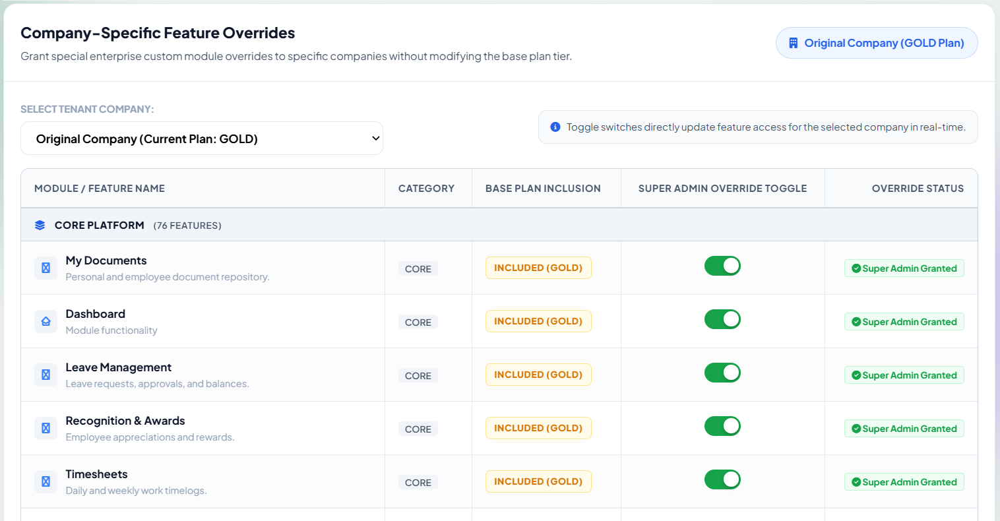 Company-Specific Feature Overrides
Grant special enterprise custom module overrides to specific companies without modifying the base plan tier.
Original Company (GOLD Plan)
SELECT TENANT COMPANY:
Original Company (Current Plan: GOLD)
Toggle switches directly update feature access for the selected company in real-time.
MODULE / FEATURE NAME CATEGORY BASE PLAN INCLUSION SUPER ADMIN OVERRIDE TOGGLE OVERRIDE STATUS
CORE PLATFORM (76 FEATURES)
My Documents
Personal and employee document repository.
CORE INCLUDED (GOLD) Super Admin Granted
Dashboard
Module functionality
CORE INCLUDED (GOLD) Super Admin Granted
Leave Management
Leave requests, approvals, and balances.
CORE INCLUDED (GOLD) Super Admin Granted
Recognition & Awards
Employee appreciations and rewards.
CORE INCLUDED (GOLD) Super Admin Granted
Timesheets
Daily and weekly work timelogs.
CORE INCLUDED (GOLD) Super Admin Granted